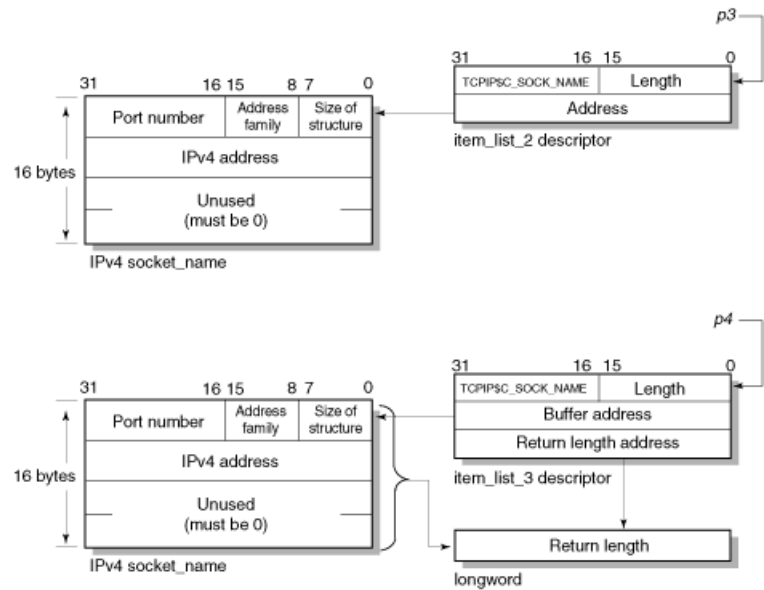 p3
31 16 15 0
TCPIP$C_SOCK_NAME Length
Address
item_list_2 descriptor
31 16 15 8 7 0
Port number Address family Size of structure
IPv4 address
Unused
(must be 0)
16 bytes
IPv4 socket_name
p4
31 16 15 0
TCPIP$C_SOCK_NAME Length
Buffer address
Return length address
item_list_3 descriptor
31 16 15 8 7 0
Port number Address family Size of structure
IPv4 address
Unused
(must be 0)
16 bytes
IPv4 socket_name
Return length
longword